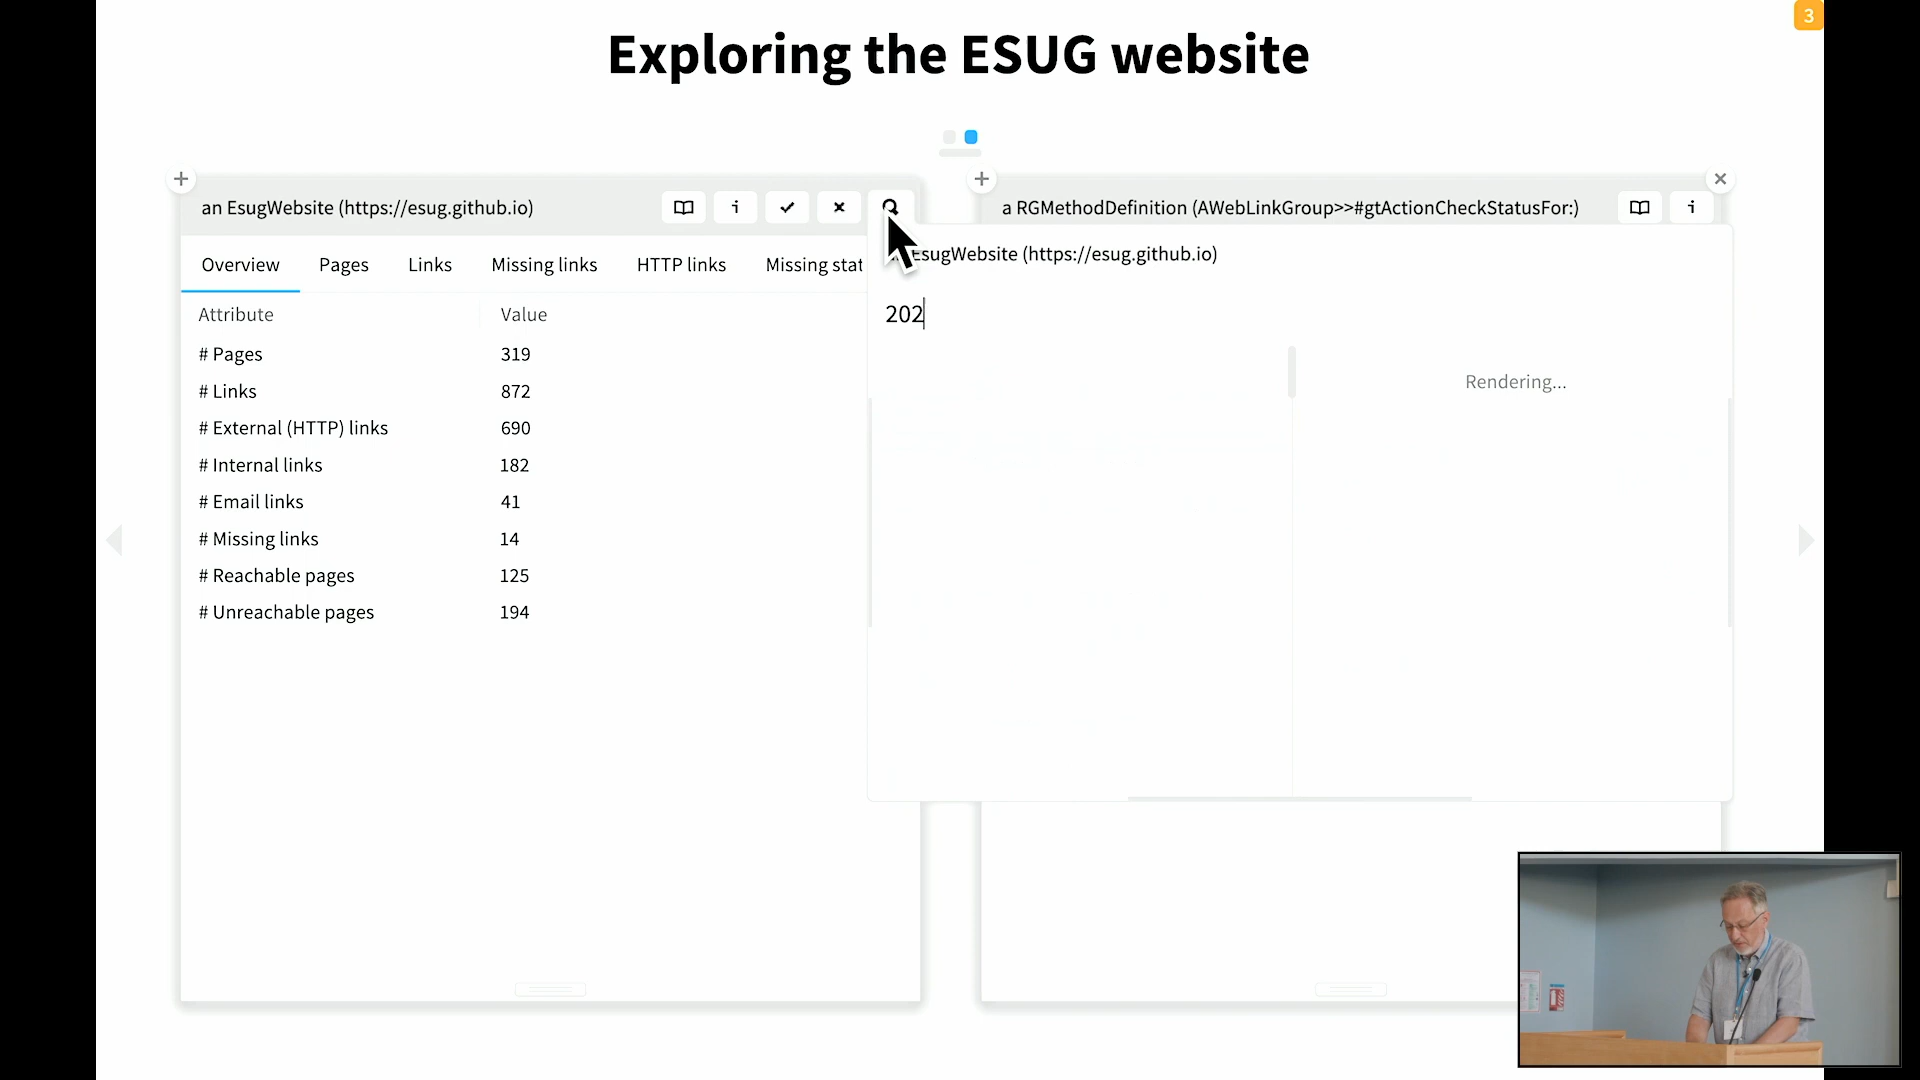 3
Exploring the ESUG website
an EsugWebsite (https://esug.github.io)
a RGMethodDefinition (AWebLinkGroup>>#gtActionCheckStatusFor:)
EsugWebsite (https://esug.github.io)
Overview Pages Links Missing links HTTP links Missing stat
202
Attribute Value
# Pages 319
# Links 872
# External (HTTP) links 690
# Internal links 182
# Email links 41
# Missing links 14
# Reachable pages 125
# Unreachable pages 194
Rendering...